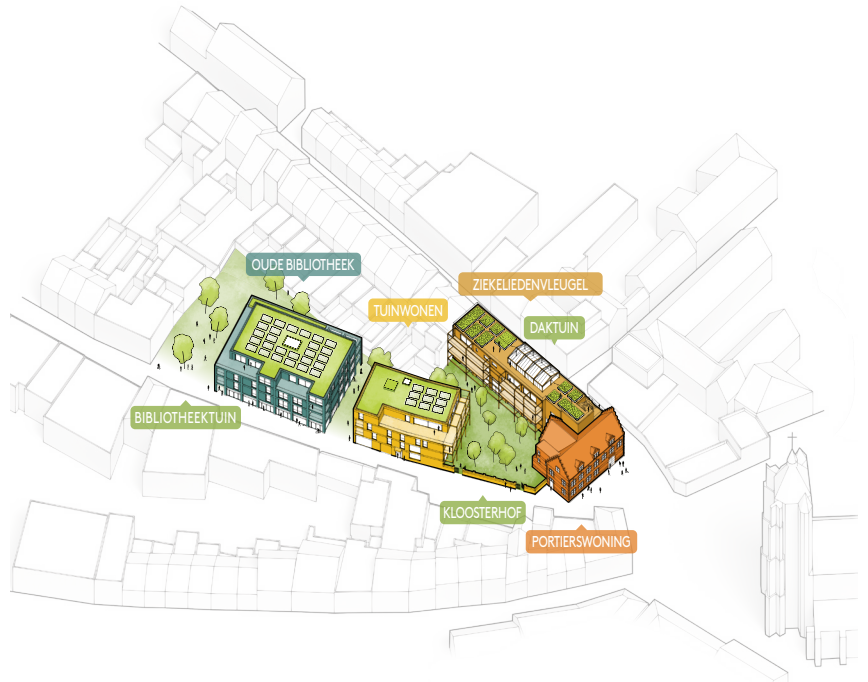 OUDE BIBLIOTHEEK
ZIEKELIEDENVLEUGEL
TUINWONEN
DAKTUIN
BIBLIOTHEEKTUIN
KLOOSTERHOF
PORTIERSWONING